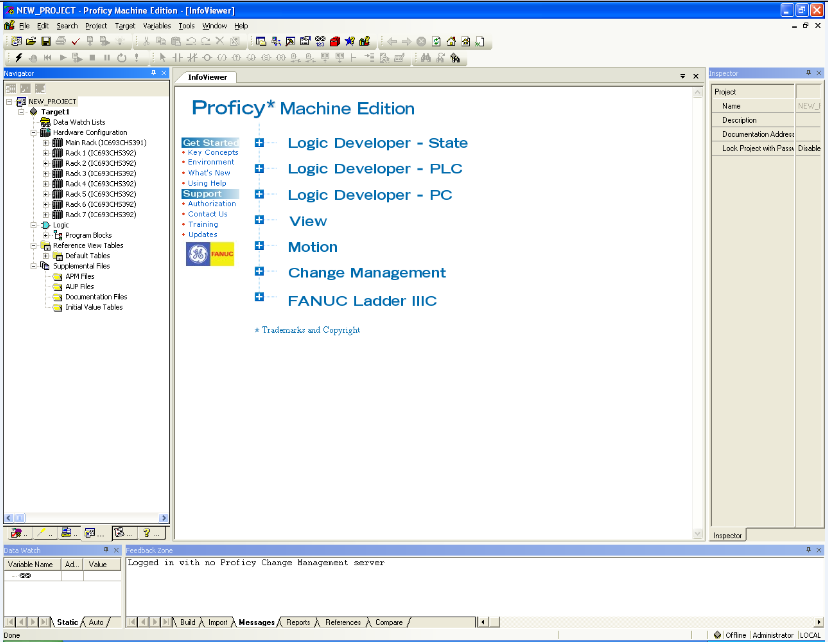 NEW_PROJECT - Proficy Machine Edition - [InfoViewer]
File Edit Search Project Target Variables Tools Window Help
Navigator
NEW_PROJECT
Target1
Data Watch Lists
Hardware Configuration
Main Rack (IC693CHS391)
Rack 1 (IC693CHS392)
Rack 2 (IC693CHS392)
Rack 3 (IC693CHS392)
Rack 4 (IC693CHS392)
Rack 5 (IC693CHS392)
Rack 6 (IC693CHS392)
Rack 7 (IC693CHS392)
Logic
Program Blocks
Reference View Tables
Default Tables
Supplemental Files
APM Files
AUP Files
Documentation Files
Initial Value Tables
InfoViewer
Proficy* Machine Edition
Get Started
• Key Concepts
• Environment
• What's New
• Using Help
Support
• Authorization
• Contact Us
• Training
• Updates
GE FANUC
Logic Developer - State
Logic Developer - PLC
Logic Developer - PC
View
Motion
Change Management
FANUC Ladder IIIC
* Trademarks and Copyright
Inspector
Project
Name NEW_
Description
Documentation Address
Lock Project with Passw Disable
Inspector
Data Watch
Variable Name Ad... Value
Static Auto
Feedback Zone
Logged in with no Proficy Change Management server
Build Import Messages Reports References Compare
Done
Offline Administrator LOCAL